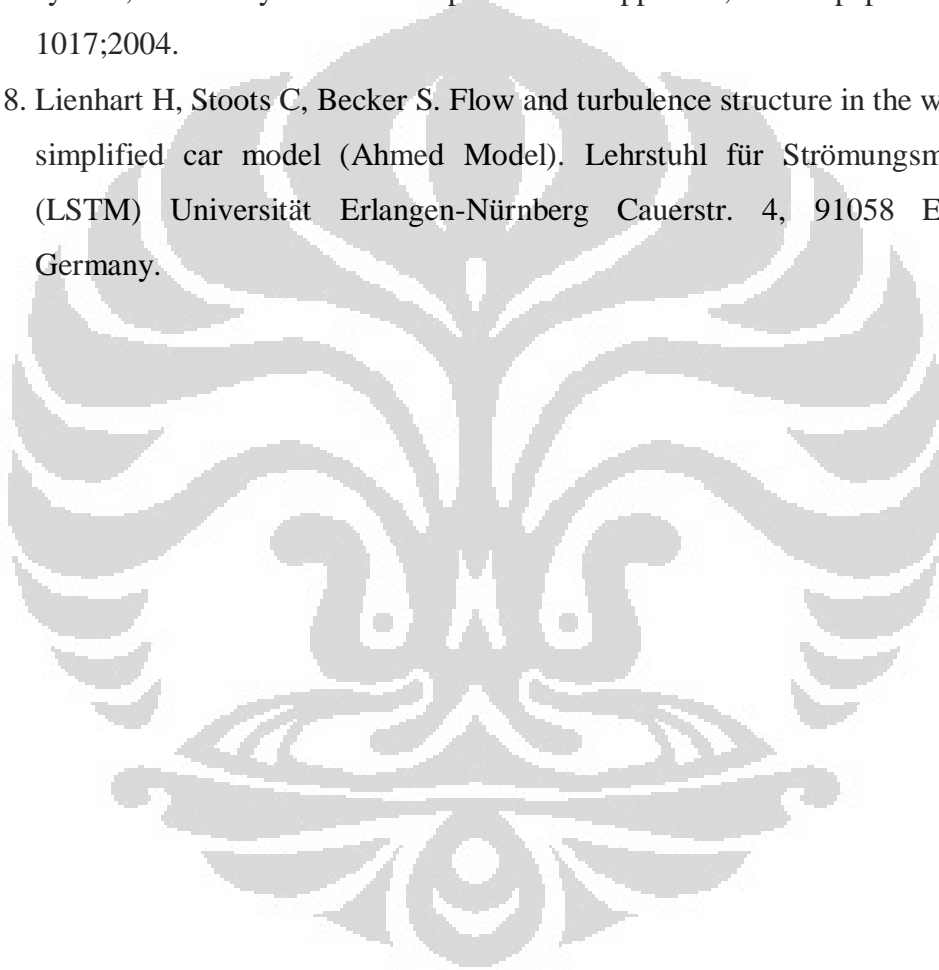 1017;2004.
8. Lienhart H, Stoots C, Becker S. Flow and turbulence structure in the w
simplified car model (Ahmed Model). Lehrstuhl für Strömungsm
(LSTM) Universität Erlangen-Nürnberg Cauerstr. 4, 91058 E
Germany.